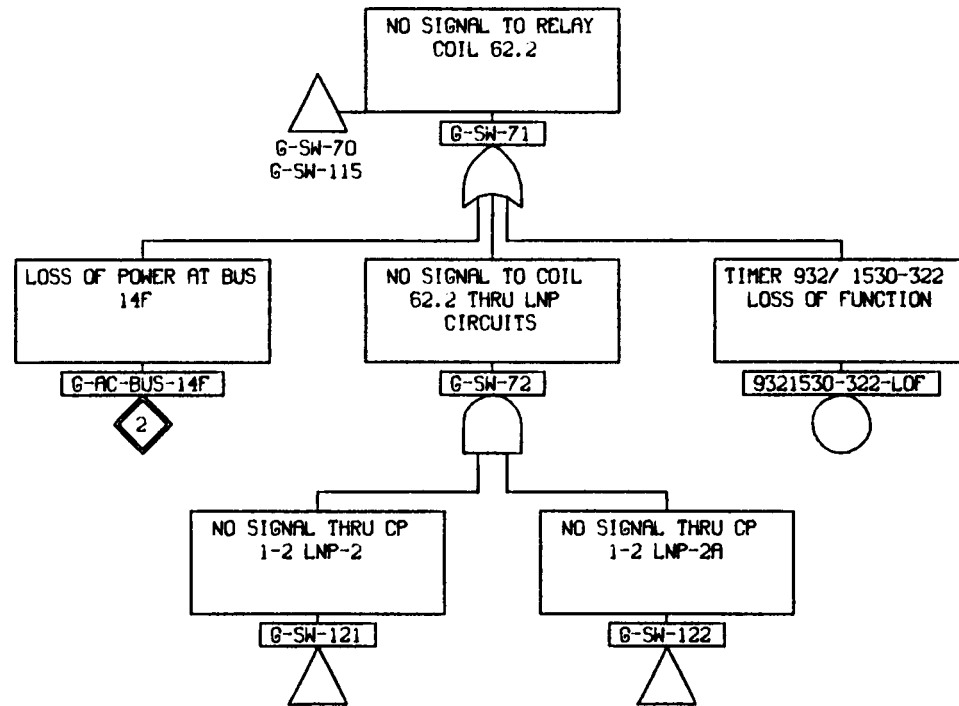 NO SIGNAL TO RELAY
COIL 62.2
G-SW-70
G-SW-115
G-SW-71
LOSS OF POWER AT BUS
14F
G-AC-BUS-14F
2
NO SIGNAL TO COIL
62.2 THRU LNP
CIRCUITS
G-SW-72
TIMER 932/ 1530-322
LOSS OF FUNCTION
9321530-322-LOF
NO SIGNAL THRU CP
1-2 LNP-2
G-SW-121
NO SIGNAL THRU CP
1-2 LNP-2A
G-SW-122